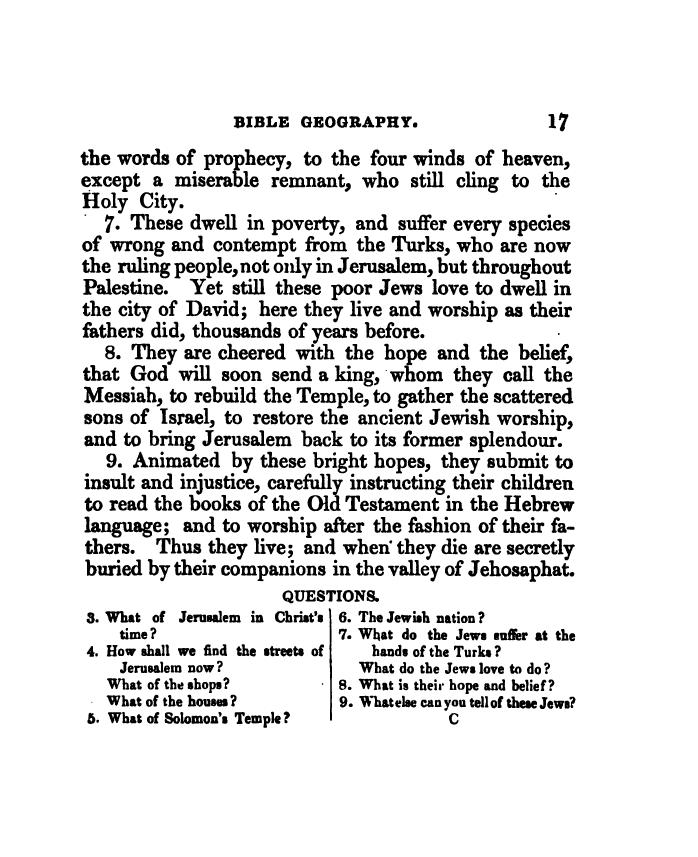 BIBLE GEOGRAPHY. 17
the words of prophecy, to the four winds of heaven,
except a miserable remnant, who still cling to the
Holy City.
7. These dwell in poverty, and suffer every species
of wrong and contempt from the Turks, who are now
the ruling people, not only in Jerusalem, but throughout
Palestine. Yet still these poor Jews love to dwell in
the city of David; here they live and worship as their
fathers did, thousands of years before.
8. They are cheered with the hope and the belief,
that God will soon send a king, whom they call the
Messiah, to rebuild the Temple, to gather the scattered
sons of Israel, to restore the ancient Jewish worship,
and to bring Jerusalem back to its former splendour.
9. Animated by these bright hopes, they submit to
insult and injustice, carefully instructing their children
to read the books of the Old Testament in the Hebrew
language; and to worship after the fashion of their fa-
thers. Thus they live; and when they die are secretly
buried by their companions in the valley of Jehosaphat.
QUESTIONS.
3. What of Jerusalem in Christ's
time?
4. How shall we find the streets of
Jerusalem now?
What of the shops?
What of the houses?
5. What of Solomon's Temple?
6. The Jewish nation?
7. What do the Jews suffer at the
hands of the Turks?
What do the Jews love to do?
8. What is their hope and belief?
9. What else can you tell of these Jews?
C